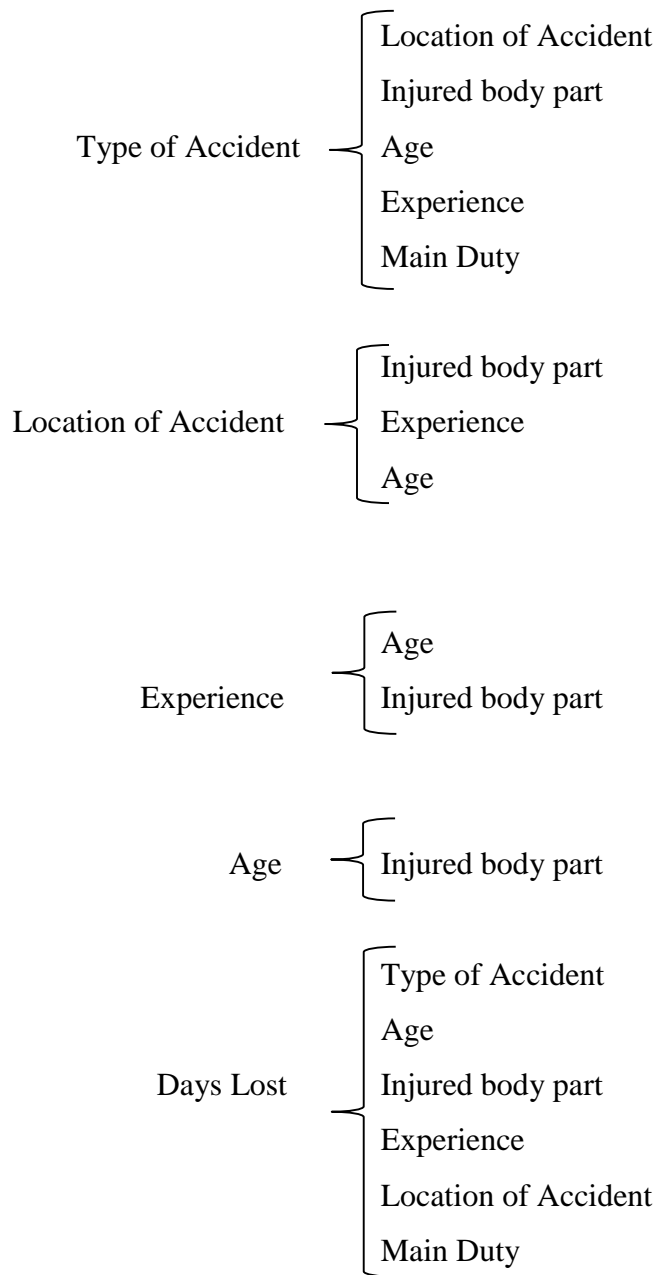 Location of Accident
Injured body part
Type of Accident
Age
Experience
Main Duty
Injured body part
Location of Accident
Experience
Age
Age
Experience
Injured body part
Age
Injured body part
Type of Accident
Age
Days Lost
Injured body part
Experience
Location of Accident
Main Duty